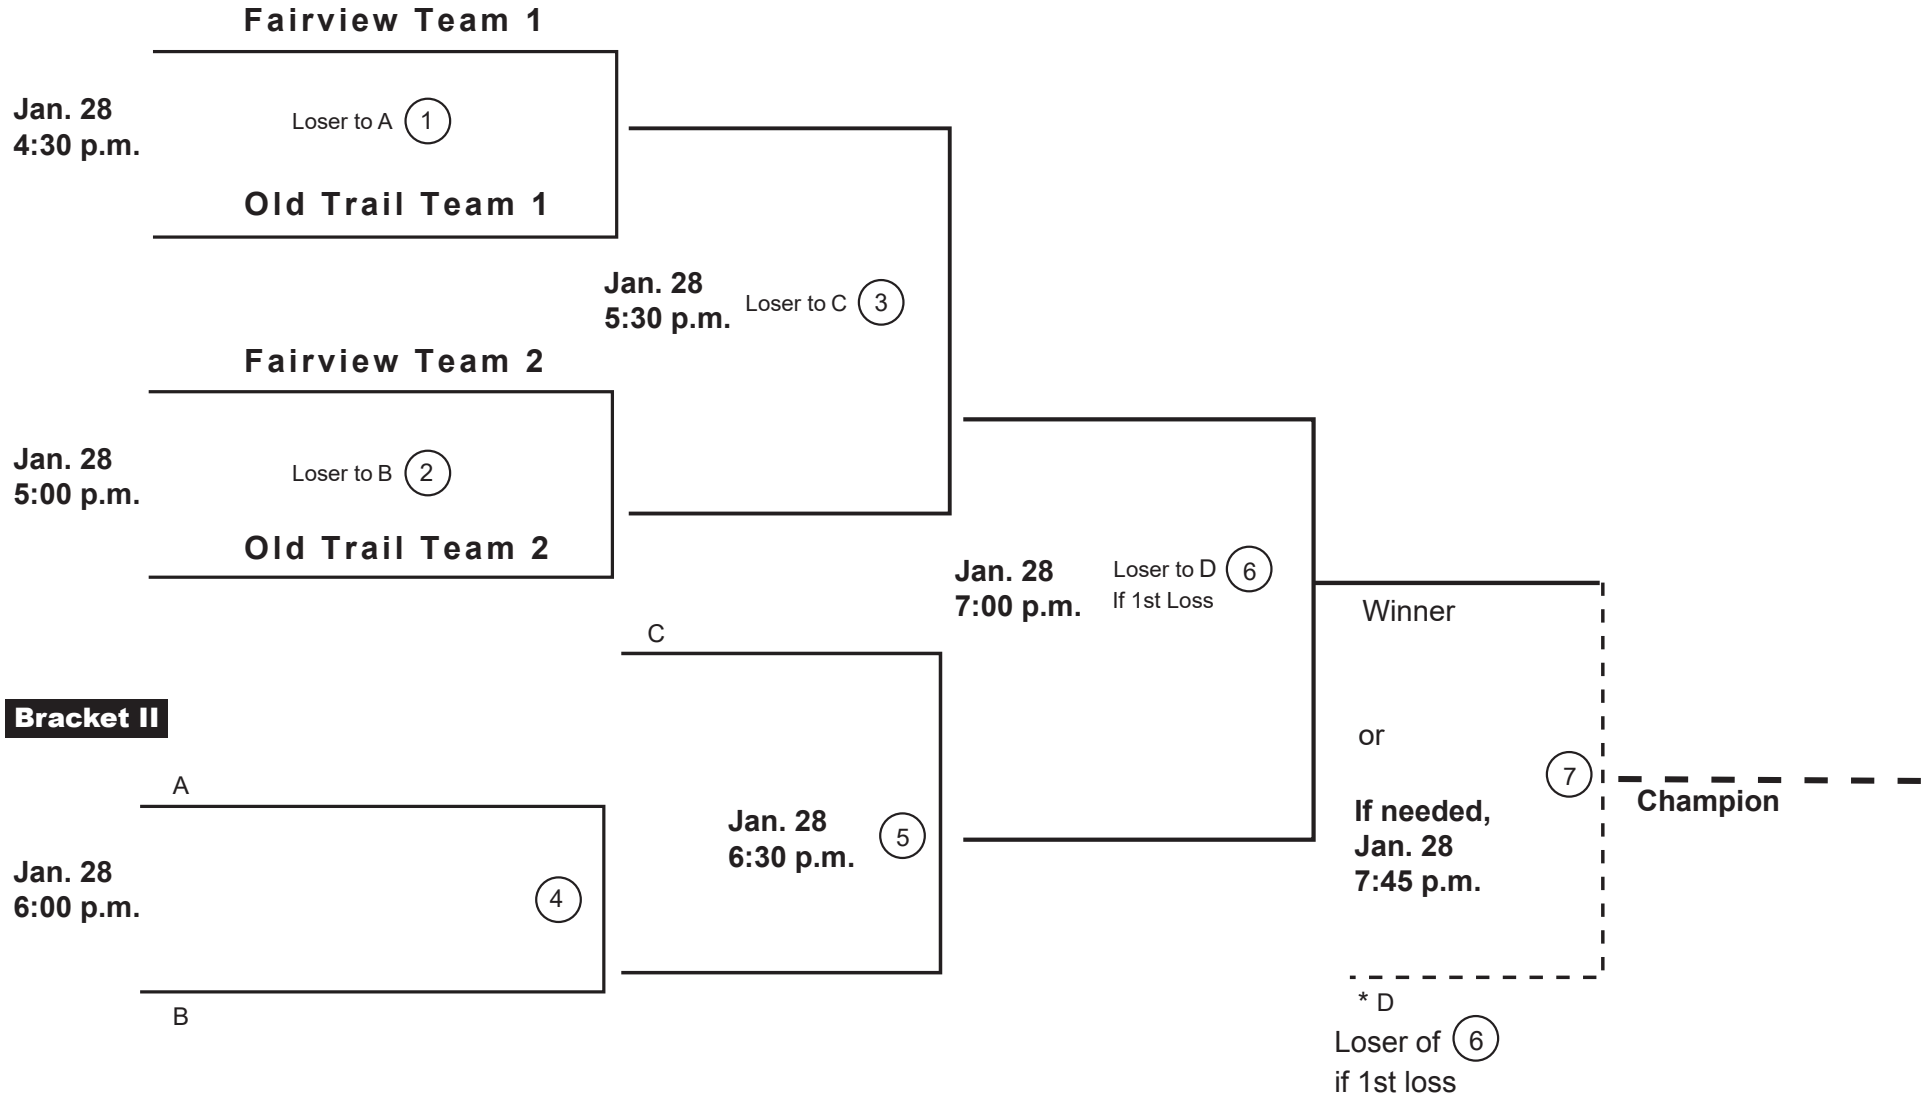 Fairview Team 1
Jan. 28
4:30 p.m.
Loser to A 1
Old Trail Team 1
Jan. 28
5:30 p.m.
Loser to C 3
Fairview Team 2
Jan. 28
5:00 p.m.
Loser to B 2
Old Trail Team 2
Jan. 28
7:00 p.m.
Loser to D 6
If 1st Loss
Winner
or
If needed,
Jan. 28
7:45 p.m.
7
Champion
* D
Loser of 6
if 1st loss
C
Bracket II
A
Jan. 28
6:00 p.m.
4
B
Jan. 28
6:30 p.m.
5